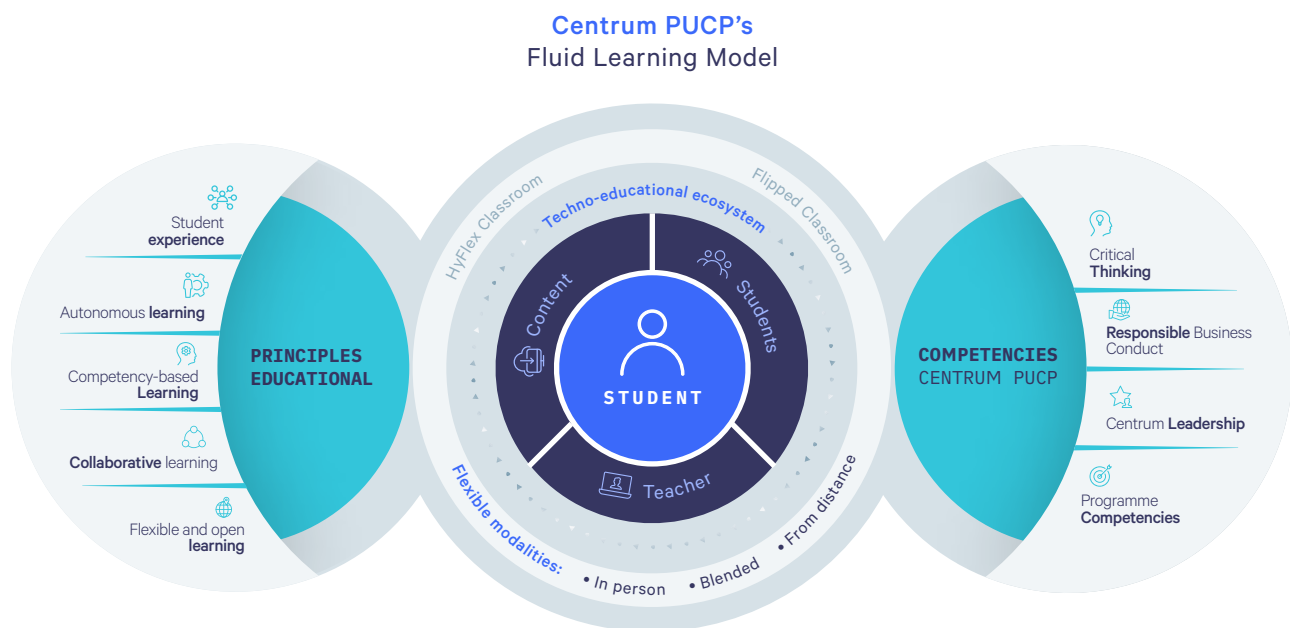 Centrum PUCP's
Fluid Learning Model
Student
experience
Autonomous learning
Competency-based
Learning
Collaborative learning
Flexible and open
learning
PRINCIPLES
EDUCATIONAL
HyFlex Classroom
Flipped Classroom
Techno-educational ecosystem
Content
Students
STUDENT
Teacher
Flexible modalities:
• In person
• Blended
• From distance
COMPETENCIES
CENTRUM PUCP
Critical
Thinking
Responsible Business
Conduct
Centrum Leadership
Programme
Competencies